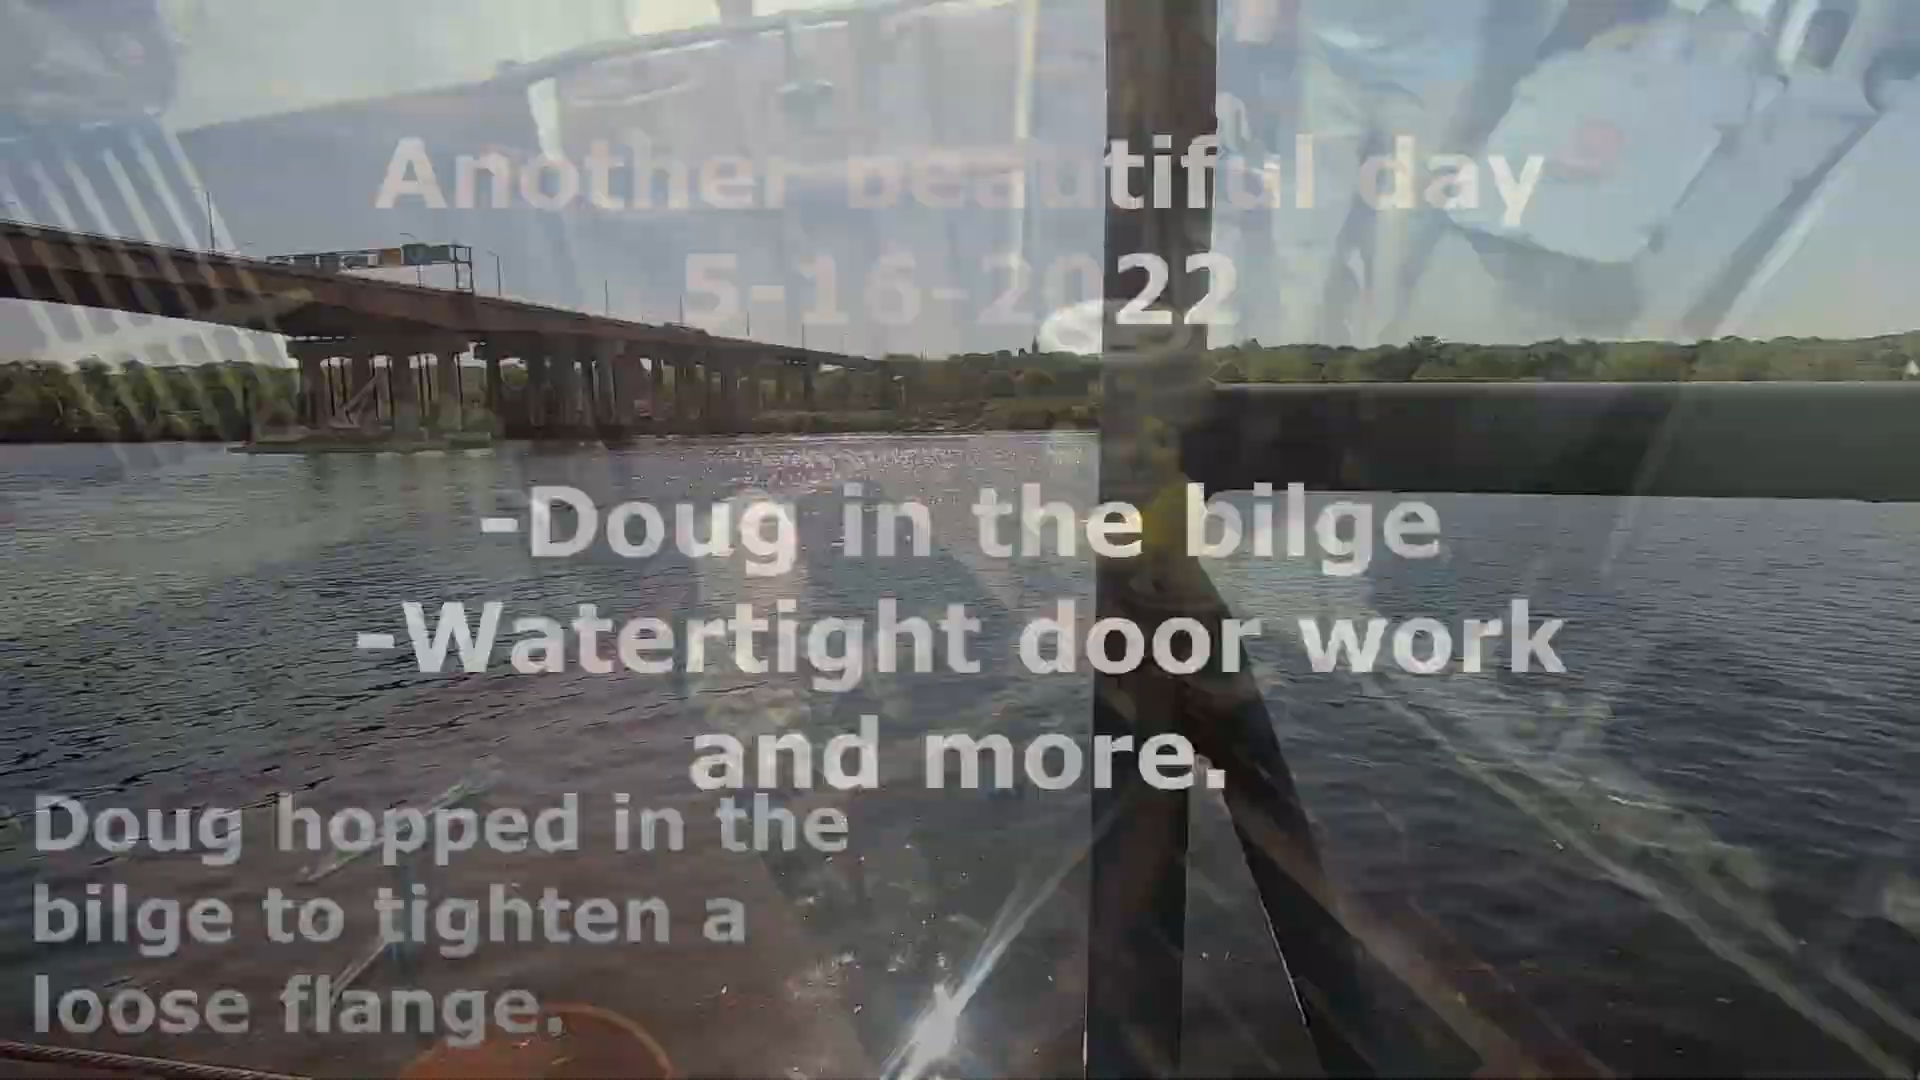 Another beautiful day
5-16-2022
-Doug in the bilge
-Watertight door work
and more.
Doug hopped in the
bilge to tighten a
loose flange.